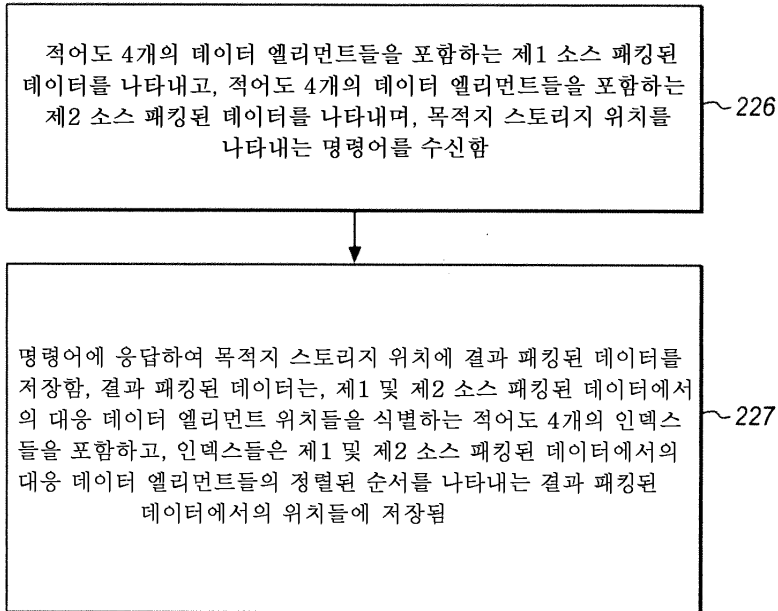 적어도 4개의 데이터 엘리먼트들을 포함하는 제1 소스 패킹된
데이터를 나타내고, 적어도 4개의 데이터 엘리먼트들을 포함하는
제2 소스 패킹된 데이터를 나타내며, 목적지 스토리지 위치를
나타내는 명령어를 수신함
226
명령어에 응답하여 목적지 스토리지 위치에 결과 패킹된 데이터를
저장함, 결과 패킹된 데이터는, 제1 및 제2 소스 패킹된 데이터에서
의 대응 데이터 엘리먼트 위치들을 식별하는 적어도 4개의 인덱스
들을 포함하고, 인덱스들은 제1 및 제2 소스 패킹된 데이터에서의
대응 데이터 엘리먼트들의 정렬된 순서를 나타내는 결과 패킹된
데이터에서의 위치들에 저장됨
227